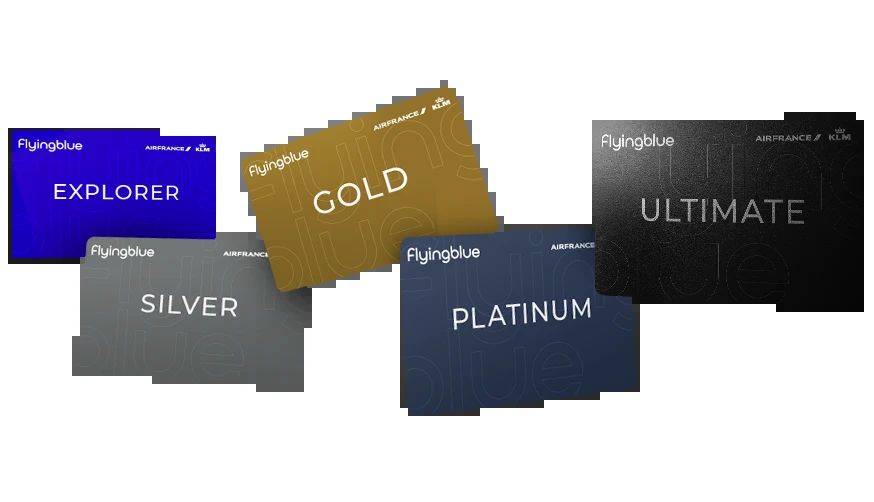 Flyingblue
AIRFRANCE KLM
EXPLORER
Flyingblue
AIRFRANCE
SILVER
Flyingblue
AIRFRANCE KLM
GOLD
Flyingblue
AIRFRANCE
PLATINUM
Flyingblue
AIRFRANCE KLM
ULTIMATE